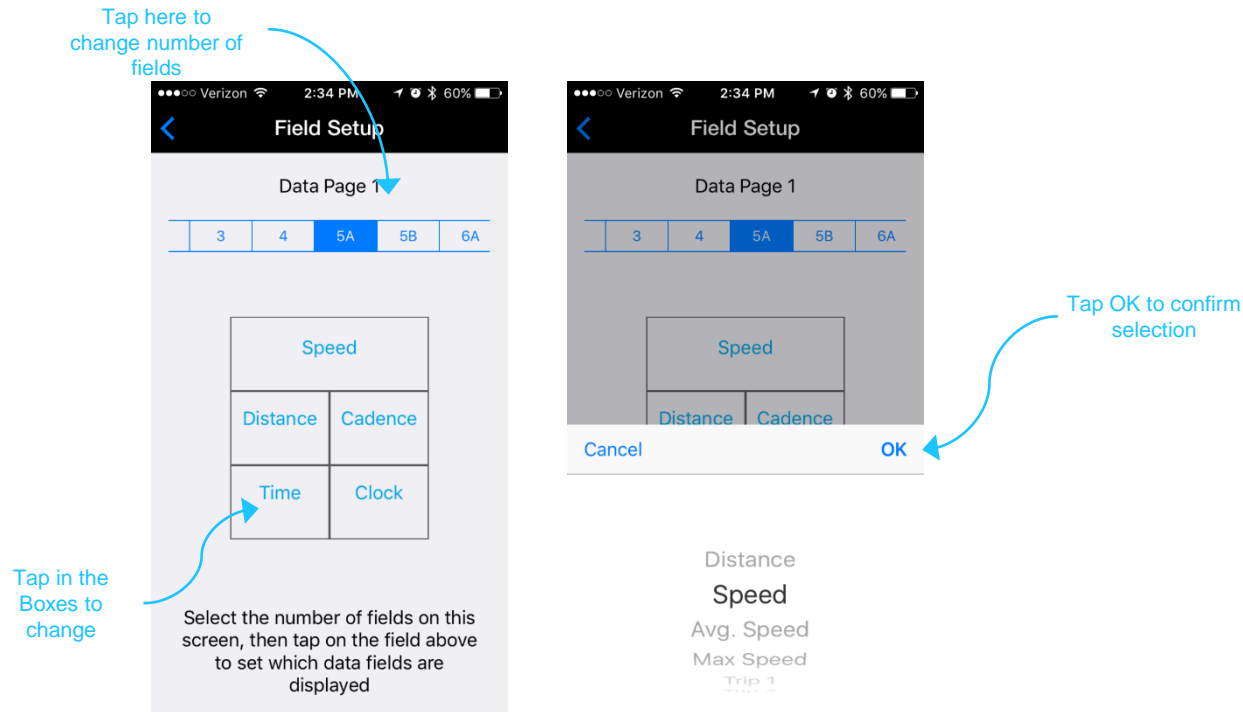 Tap here to
change number of
fields
●●●○○ Verizon 2:34 PM 60%
Field Setup
Data Page 1
3 4 5A 5B 6A
Speed
Distance Cadence
Time Clock
Select the number of fields on this
screen, then tap on the field above
to set which data fields are
displayed
Tap in the
Boxes to
change
●●●○○ Verizon 2:34 PM 60%
Field Setup
Data Page 1
3 4 5A 5B 6A
Speed
Distance Cadence
Cancel OK
Distance
Speed
Avg. Speed
Max Speed
Trip 1
Tap OK to confirm
selection